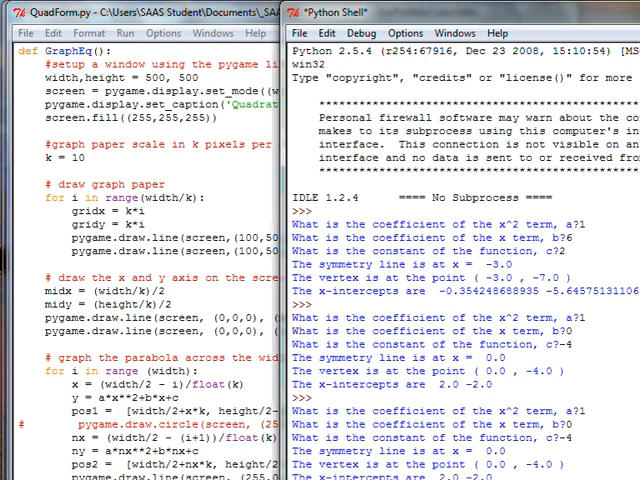 QuadForm.py - C:\Users\SAAS Student\Documents\_SAA
File Edit Format Run Options Windows Help
def GraphEq():
#setup a window using the pygame li
width,height = 500, 500
screen = pygame.display.set_mode((w
pygame.display.set_caption('Quadrat
screen.fill((255,255,255))
#graph paper scale in k pixels per
k = 10
# draw graph paper
for i in range(width/k):
gridx = k*i
gridy = k*i
pygame.draw.line(screen,(100,50
pygame.draw.line(screen,(100,50
# draw the x and y axis on the scre
midx = (width/k)/2
midy = (height/k)/2
pygame.draw.line(screen, (0,0,0), (
pygame.draw.line(screen, (0,0,0), (
# graph the parabola across the wid
for i in range (width):
x = (width/2 - i)/float(k)
y = a*x**2+b*x+c
pos1 = [width/2+x*k, height/2-
# pygame.draw.circle(screen, (25
nx = (width/2 - (i+1))/float(k)
ny = a*nx**2+b*nx+c
pos2 = [width/2+nx*k, height/2
pygame.draw.line(screen, (255,0
*Python Shell*
File Edit Debug Options Windows Help
Python 2.5.4 (r254:67916, Dec 23 2008, 15:10:54) [MS
win32
Type "copyright", "credits" or "license()" for more
****************************************************
Personal firewall software may warn about the co
makes to its subprocess using this computer's in
interface. This connection is not visible on an
interface and no data is sent to or received from
****************************************************
IDLE 1.2.4 ==== No Subprocess ====
>>>
What is the coefficient of the x^2 term, a?1
What is the coefficient of the x term, b?6
What is the constant of the function, c?2
The symmetry line is at x = -3.0
The vertex is at the point ( -3.0 , -7.0 )
The x-intercepts are -0.354248688935 -5.64575131106
>>>
What is the coefficient of the x^2 term, a?1
What is the coefficient of the x term, b?0
What is the constant of the function, c?-4
The symmetry line is at x = 0.0
The vertex is at the point ( 0.0 , -4.0 )
The x-intercepts are 2.0 -2.0
>>>
What is the coefficient of the x^2 term, a?1
What is the coefficient of the x term, b?0
What is the constant of the function, c?-4
The symmetry line is at x = 0.0
The vertex is at the point ( 0.0 , -4.0 )
The x-intercepts are 2.0 -2.0